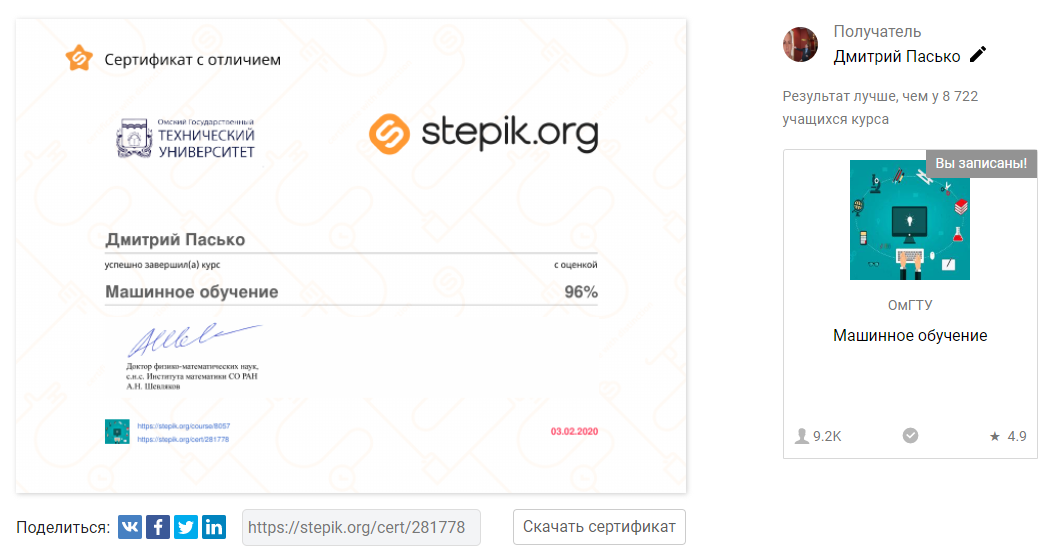 Сертификат с отличием
Омский Государственный
ТЕХНИЧЕСКИЙ
УНИВЕРСИТЕТ
stepik.org
Дмитрий Пасько
успешно завершил(а) курс
с оценкой
Машинное обучение
96%
Доктор физико-математических наук,
с.н.с. Института математики СО РАН
А.Н. Шевляков
https://stepik.org/course/8057
https://stepik.org/cert/281778
03.02.2020
Поделиться:
https://stepik.org/cert/281778
Скачать сертификат
Получатель
Дмитрий Пасько
Результат лучше, чем у 8 722
учащихся курса
Вы записаны!
ОмГТУ
Машинное обучение
9.2K
4.9